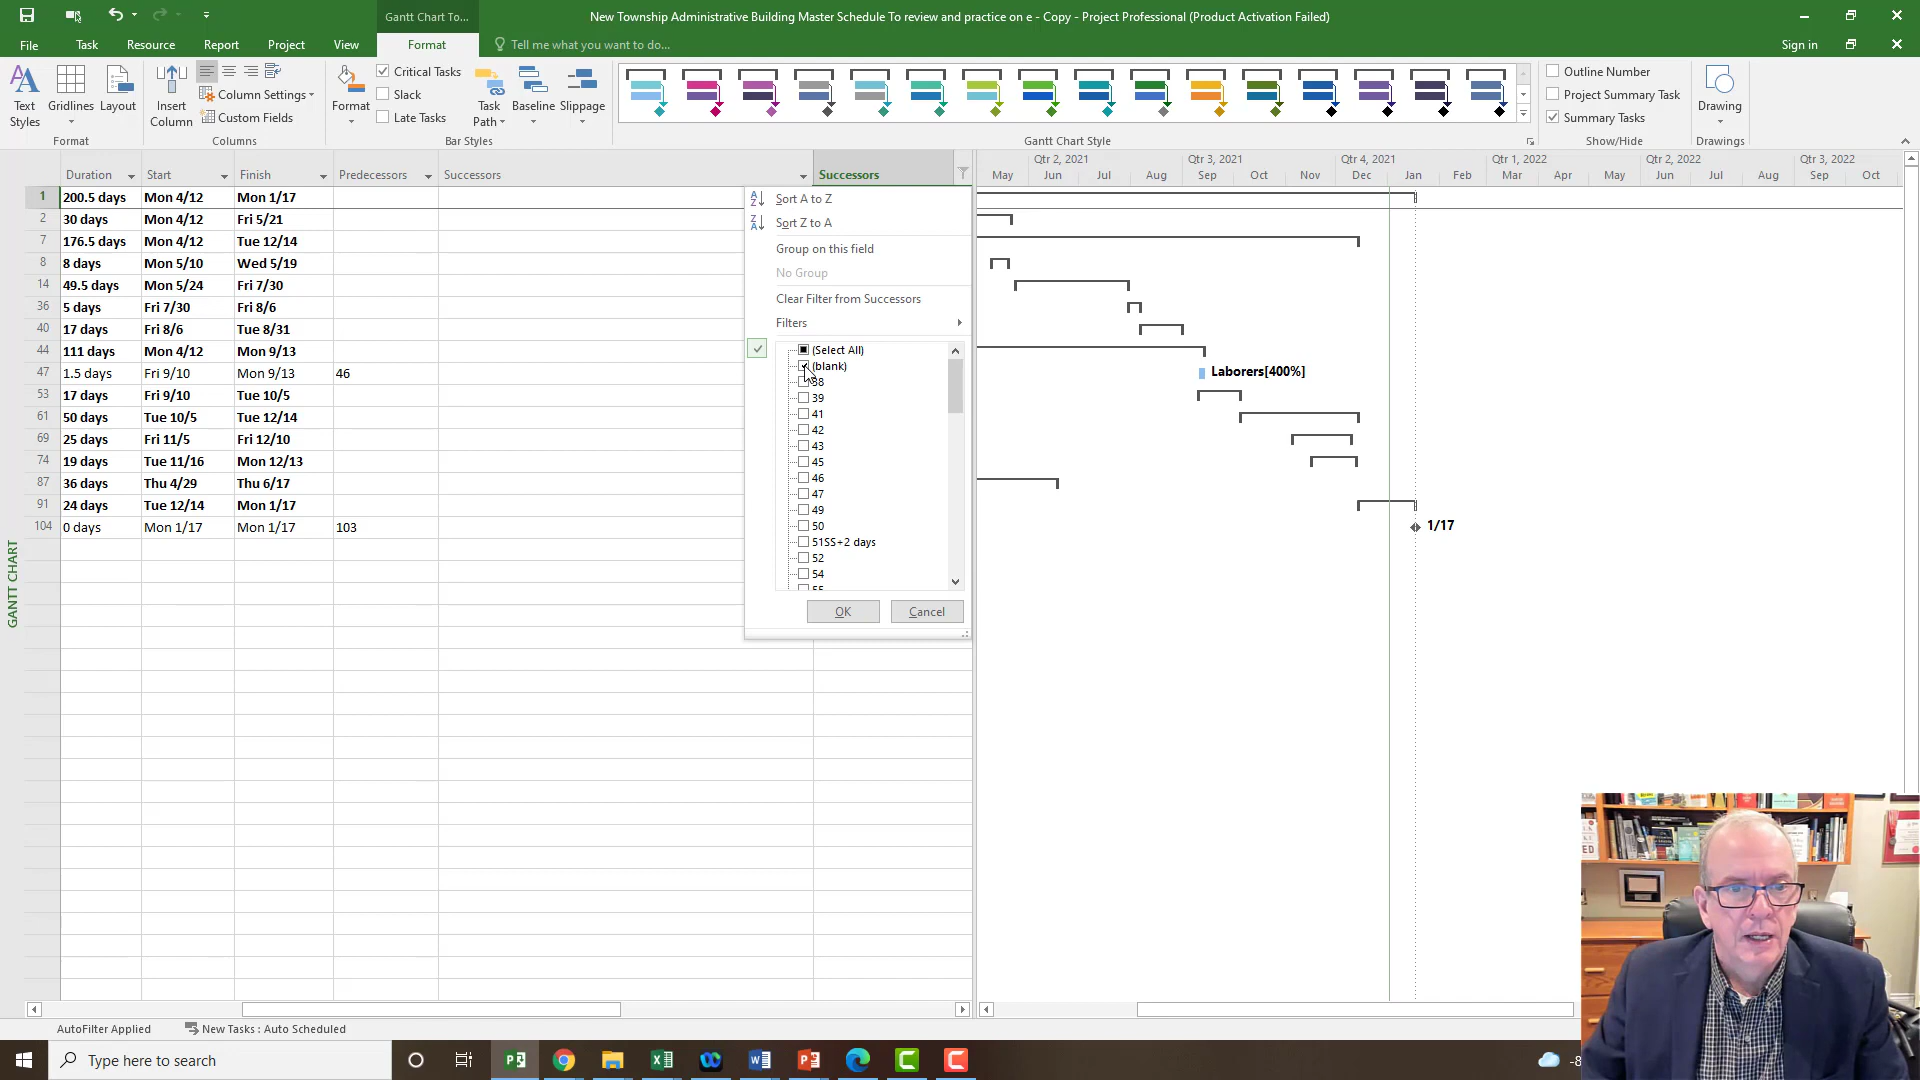 Gantt Chart To...
New Township Administrative Building Master Schedule To review and practice on e - Copy - Project Professional (Product Activation Failed)
File Task Resource Report Project View Format Tell me what you want to do... Sign in
Text Styles
Gridlines
Layout
Format
Insert Column
Column Settings
Custom Fields
Columns
Format
Critical Tasks
Slack
Late Tasks
Task Path
Baseline
Slippage
Bar Styles
Gantt Chart Style
Outline Number
Project Summary Task
Summary Tasks
Show/Hide
Drawing
Drawings
Duration Start Finish Predecessors Successors Successors
1 200.5 days Mon 4/12 Mon 1/17
2 30 days Mon 4/12 Fri 5/21
7 176.5 days Mon 4/12 Tue 12/14
8 8 days Mon 5/10 Wed 5/19
14 49.5 days Mon 5/24 Fri 7/30
36 5 days Fri 7/30 Fri 8/6
40 17 days Fri 8/6 Tue 8/31
44 111 days Mon 4/12 Mon 9/13
47 1.5 days Fri 9/10 Mon 9/13 46
53 17 days Fri 9/10 Tue 10/5
61 50 days Tue 10/5 Tue 12/14
69 25 days Fri 11/5 Fri 12/10
74 19 days Tue 11/16 Mon 12/13
87 36 days Thu 4/29 Thu 6/17
91 24 days Tue 12/14 Mon 1/17
104 0 days Mon 1/17 Mon 1/17 103
Sort A to Z
Sort Z to A
Group on this field
No Group
Clear Filter from Successors
Filters
(Select All)
(blank)
38
39
41
42
43
45
46
47
49
50
51SS+2 days
52
54
55
OK Cancel
Qtr 2, 2021 Qtr 3, 2021 Qtr 4, 2021 Qtr 1, 2022 Qtr 2, 2022 Qtr 3, 2022
May Jun Jul Aug Sep Oct Nov Dec Jan Feb Mar Apr May Jun Jul Aug Sep Oct
Laborers[400%]
1/17
GANTT CHART
AutoFilter Applied New Tasks : Auto Scheduled
Type here to search